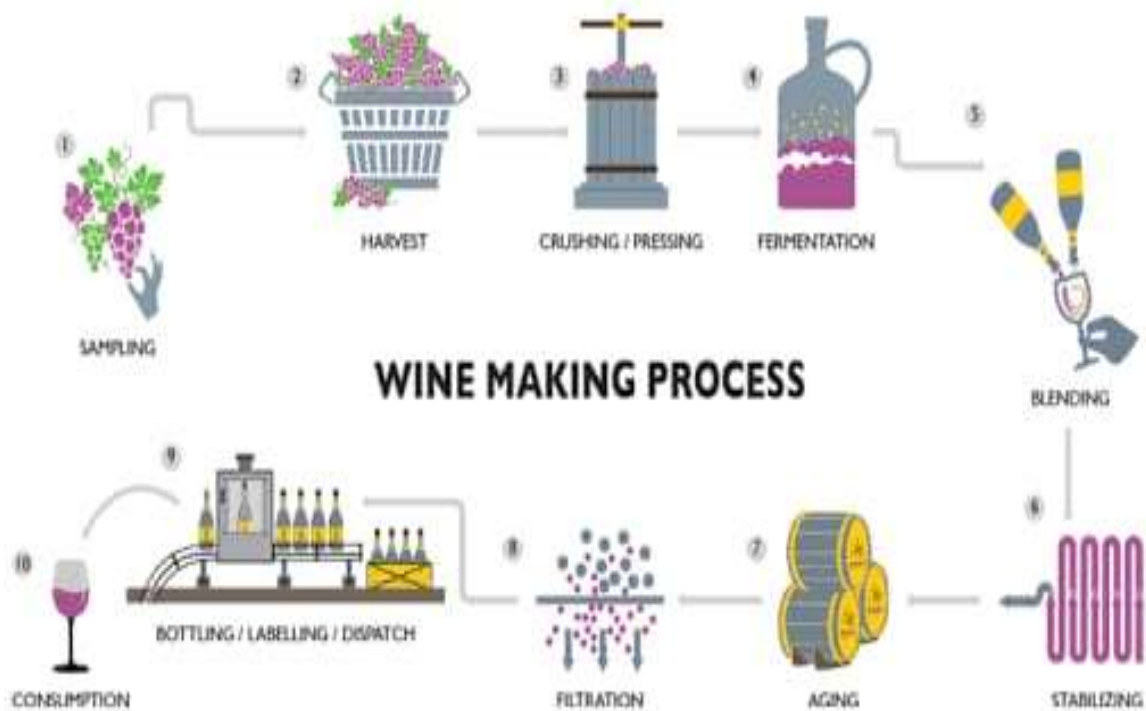 1
SAMPLING
2
HARVEST
3
CRUSHING / PRESSING
4
FERMENTATION
5
BLENDING
WINE MAKING PROCESS
6
STABILIZING
7
AGING
8
FILTRATION
9
BOTTLING / LABELLING / DISPATCH
10
CONSUMPTION